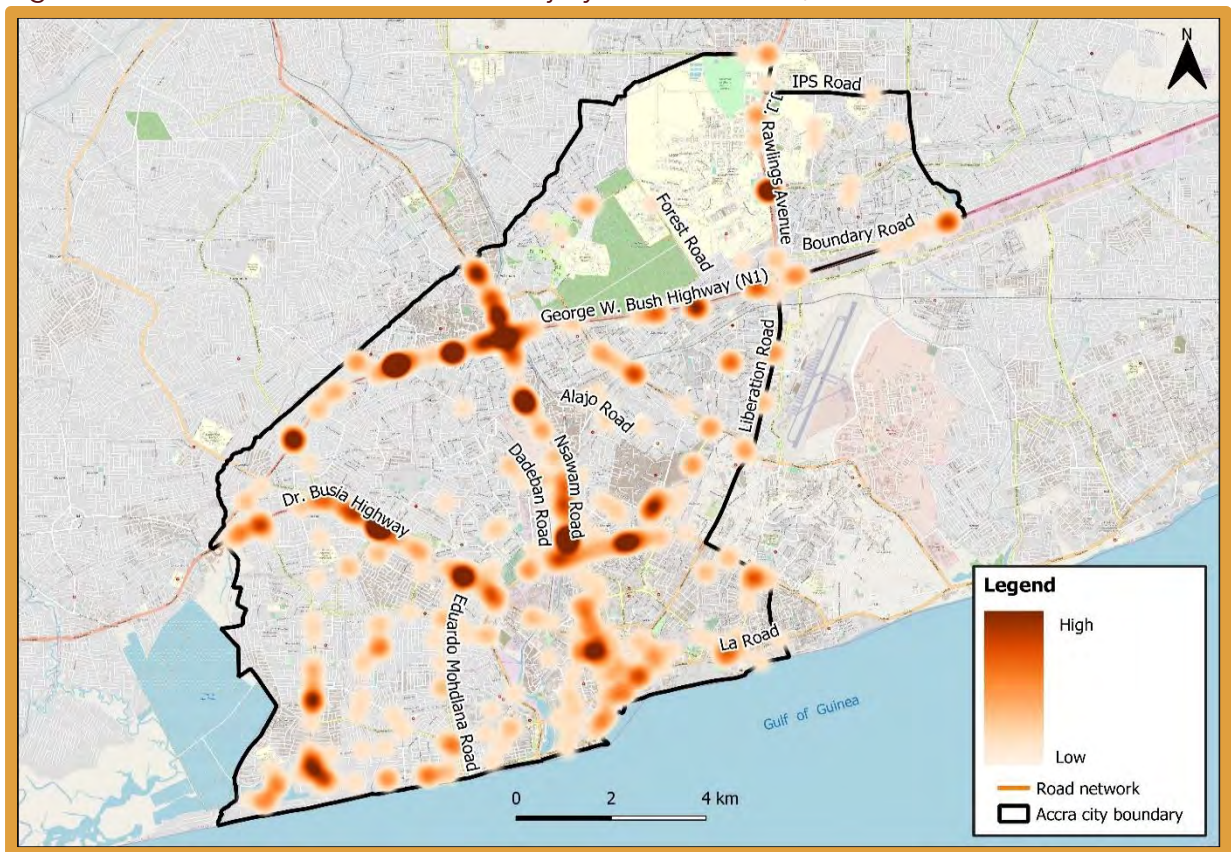 N
IPS Road
J.J. Rawlings Avenue
Forest Road
Boundary Road
George W. Bush Highway (N1)
Liberation Road
Alajo Road
Nsawam Road
Dadeban Road
Dr. Busia Highway
Eduardo Mohdlana Road
La Road
Gulf of Guinea
Legend
High
Low
Road network
Accra city boundary
0 2 4 km